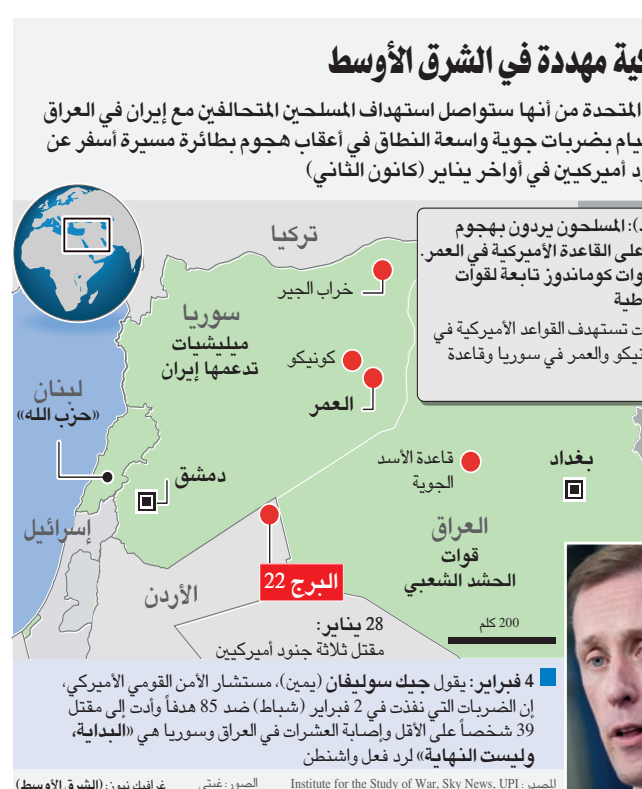 كية مهددة في الشرق الأوسط
المتحدة من أنها ستواصل استهداف المسلحين المتحالفين مع إيران في العراق
يام بضربات جوية واسعة النطاق في أعقاب هجوم بطائرة مسيرة أسفر عن
د أميركيين في أواخر يناير (كانون الثاني)
): المسلحون يردون بهجوم
على القاعدة الأميركية في العمر.
وات كوماندوز تابعة لقوات
طية
ت تستهدف القواعد الأميركية في
نيكو والعمر في سوريا وقاعدة
تركيا
خراب الجير
سوريا
ميليشيات
تدعمها إيران
كونيكو
العمر
لبنان
«حزب الله»
دمشق
قاعدة الأسد
الجوية
بغداد
إسرائيل
العراق
قوات
الحشد الشعبي
البرج 22
الأردن
28 يناير:
مقتل ثلاثة جنود أميركيين
200 كلم
4 فبراير: يقول جيك سوليفان (يمين)، مستشار الأمن القومي الأميركي،
إن الضربات التي نفذت في 2 فبراير (شباط) ضد 85 هدفاً وأدت إلى مقتل
39 شخصاً على الأقل وإصابة العشرات في العراق وسوريا هي «البداية،
وليست النهاية» لرد فعل واشنطن
المصدر: Institute for the Study of War, Sky News, UPI
الصور: غيتي
غرافيك نيوز: (الشرق الأوسط)